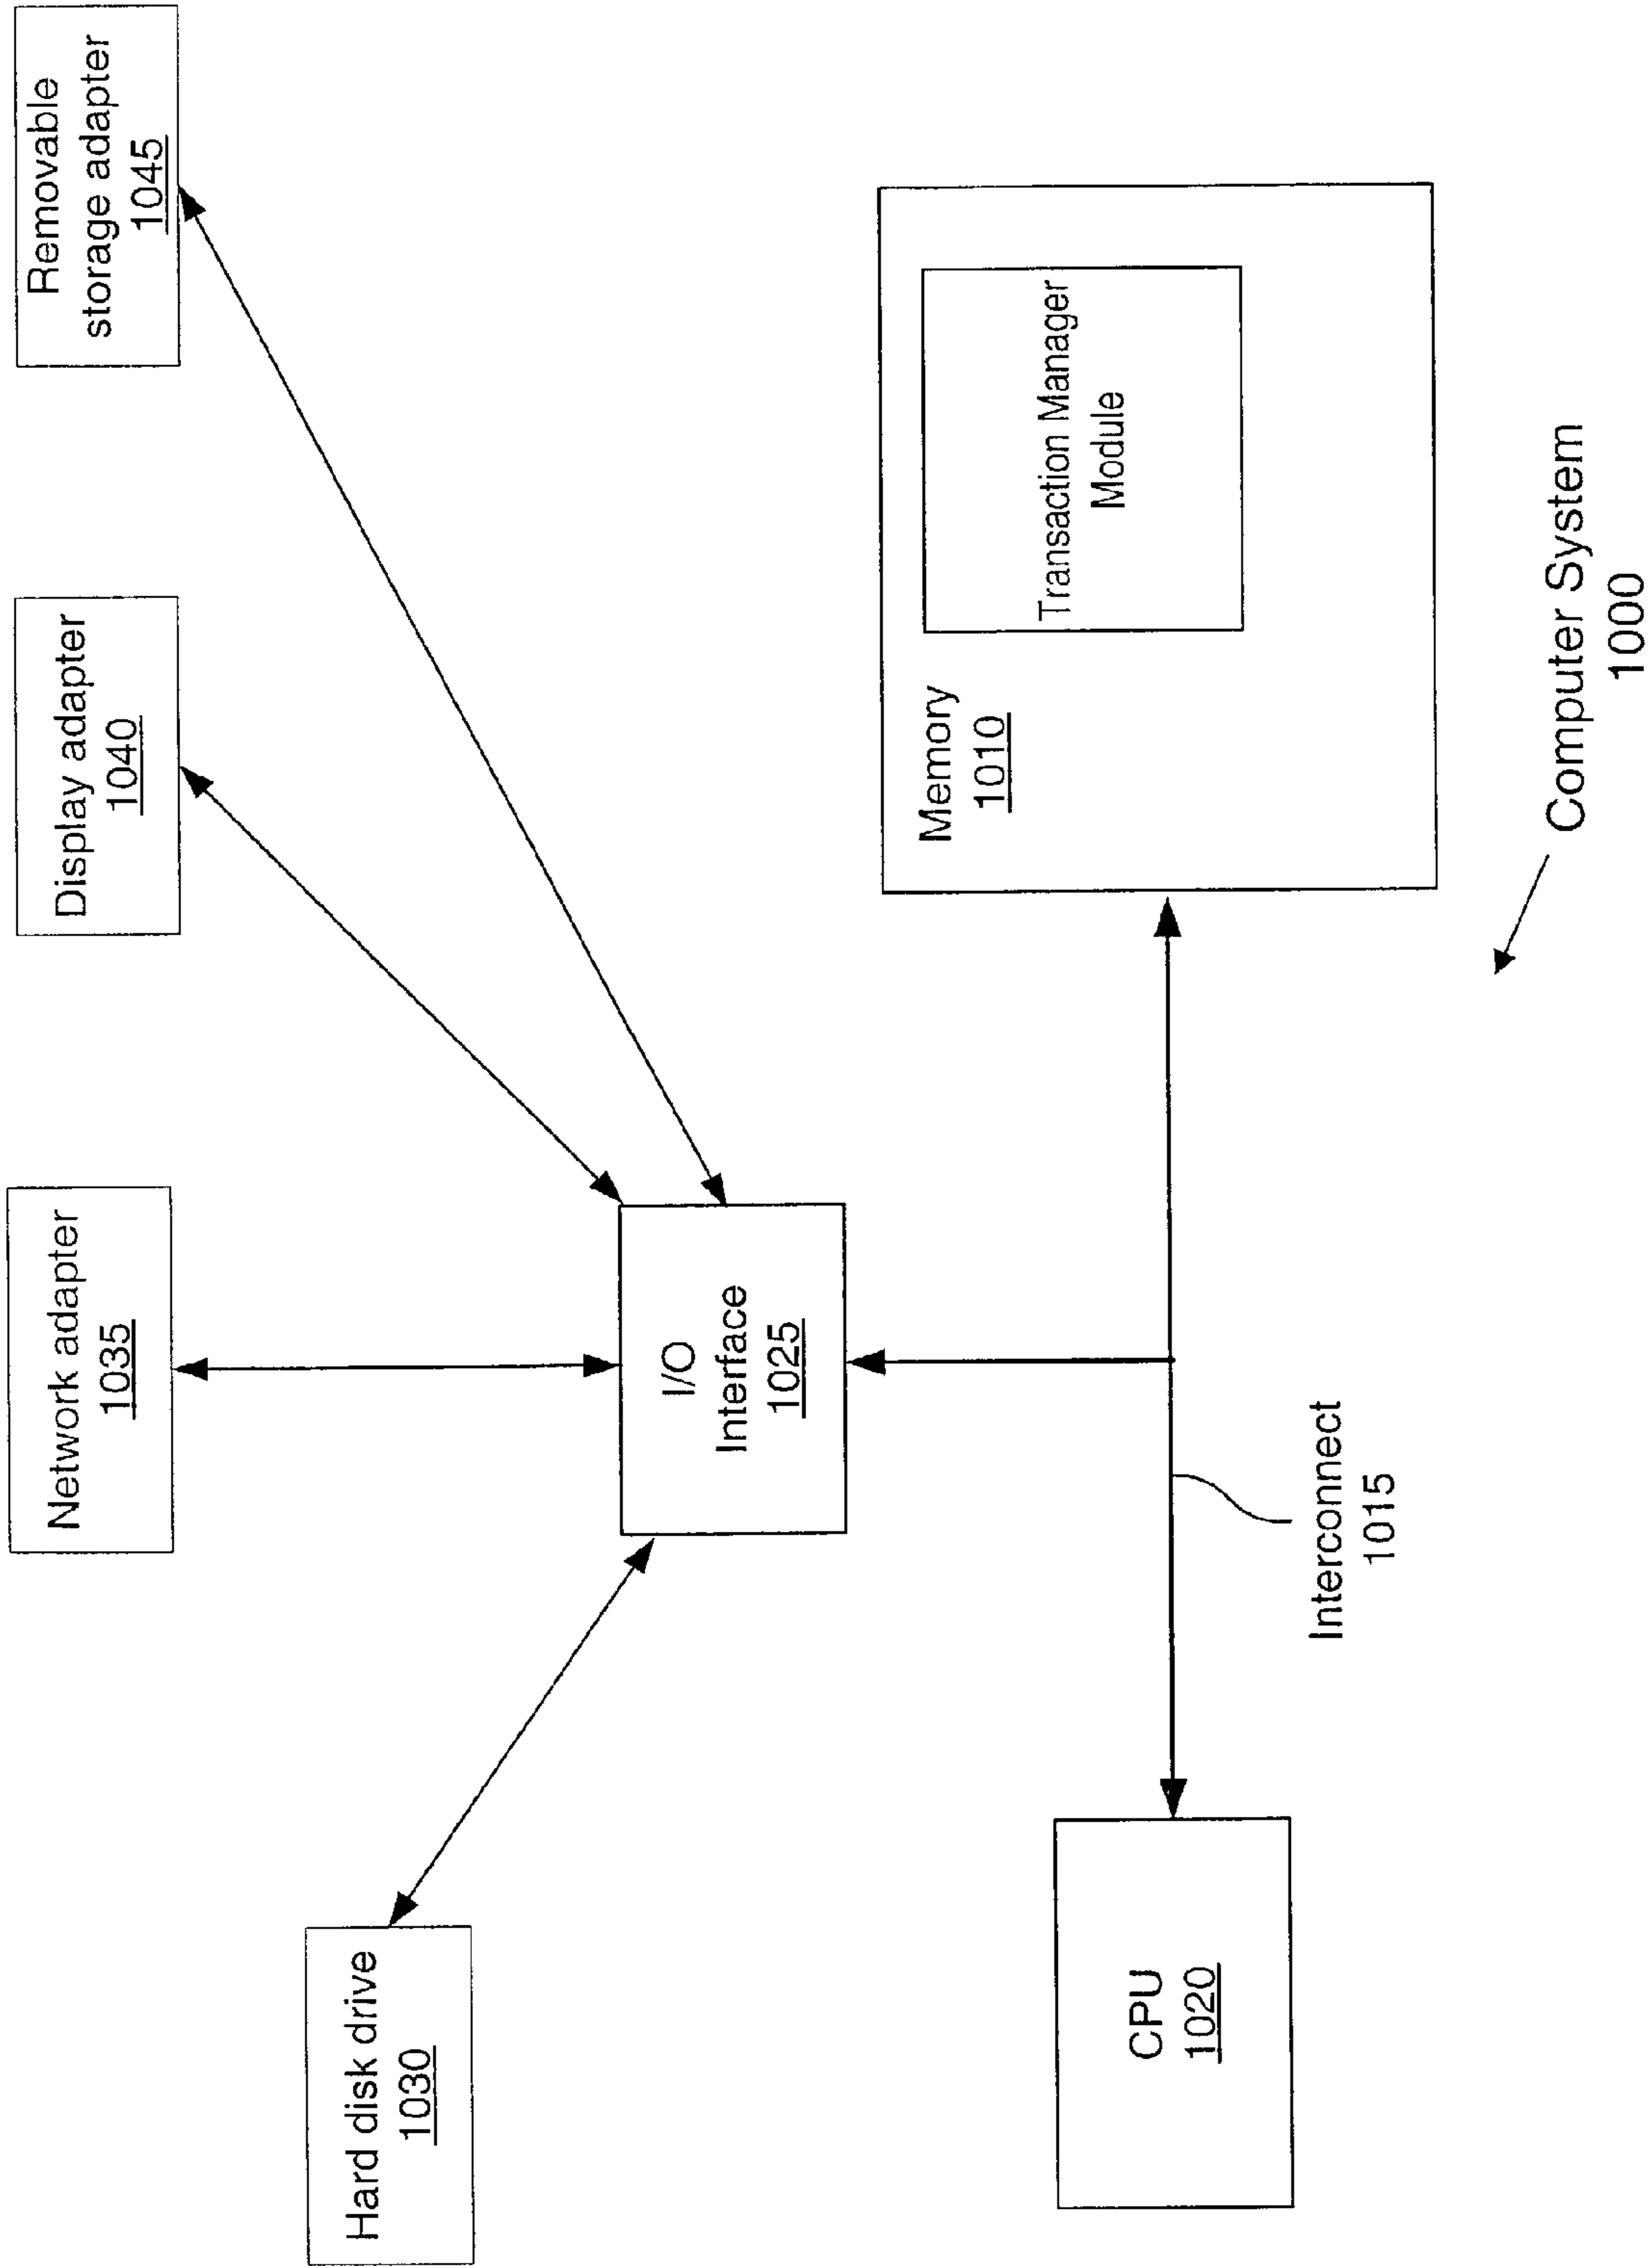 Hard disk drive
1030
Network adapter
1035
Display adapter
1040
Removable
storage adapter
1045
I/O
Interface
1025
CPU
1020
Interconnect
1015
Memory
1010
Transaction Manager
Module
Computer System
1000